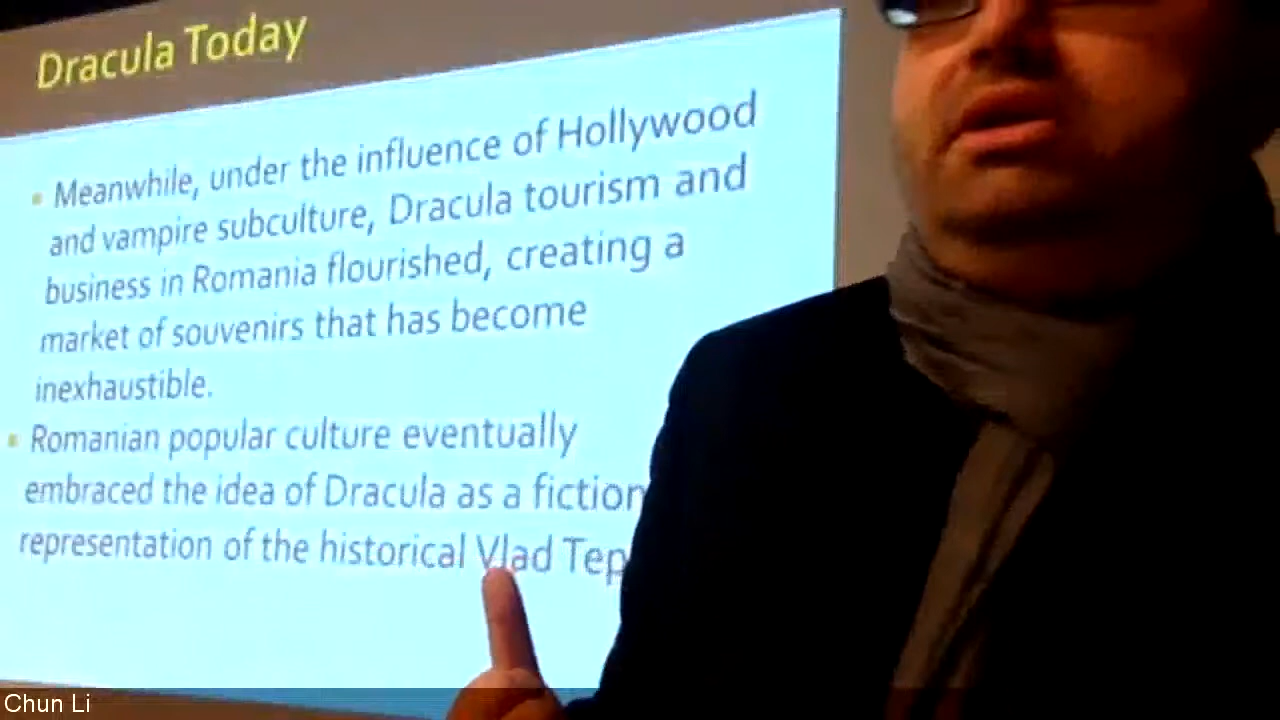 Dracula Today
• Meanwhile, under the influence of Hollywood
and vampire subculture, Dracula tourism and
business in Romania flourished, creating a
market of souvenirs that has become
inexhaustible.
• Romanian popular culture eventually
embraced the idea of Dracula as a fiction
representation of the historical Vlad Tep
Chun Li